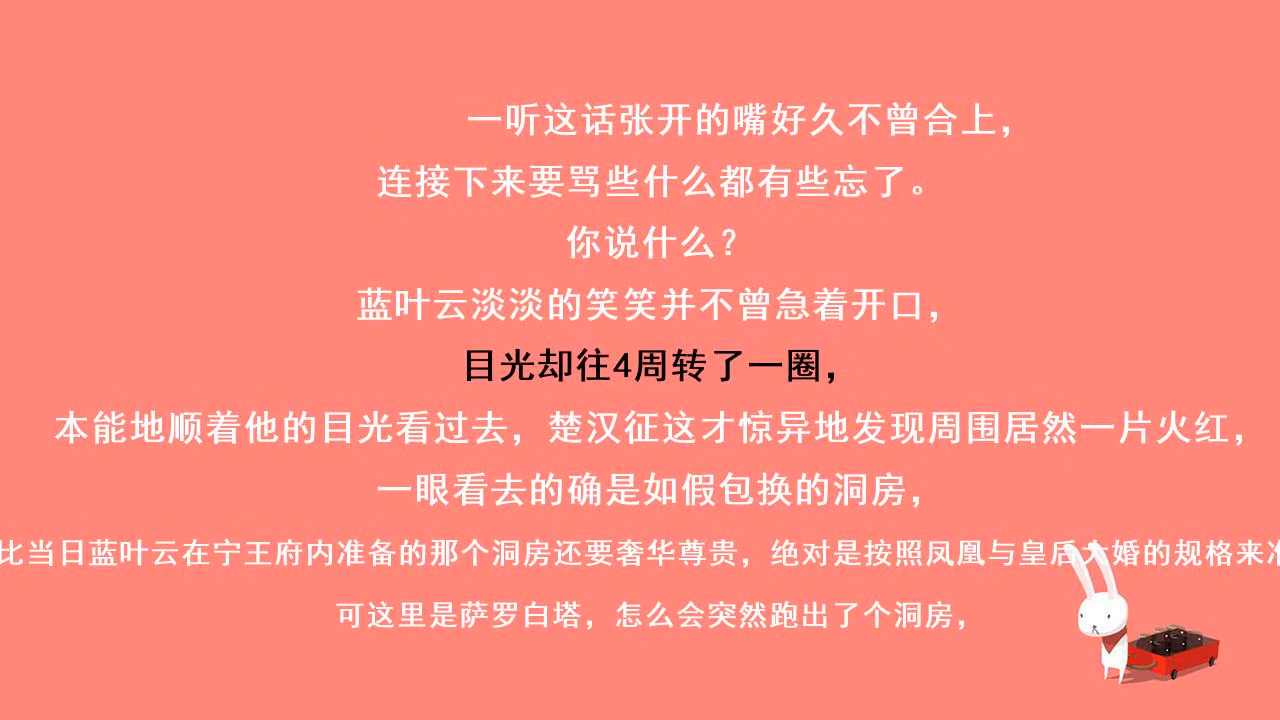 一听这话张开的嘴好久不曾合上，
连接下来要骂些什么都有些忘了。
你说什么？
蓝叶云淡淡的笑笑并不曾急着开口，
目光却往4周转了一圈，
本能地顺着他的目光看过去，楚汉征这才惊异地发现周围居然一片火红，
一眼看去的确是如假包换的洞房，
比当日蓝叶云在宁王府内准备的那个洞房还要奢华尊贵，绝对是按照凤凰与皇后大婚的规格来
可这里是萨罗白塔，怎么会突然跑出了个洞房，